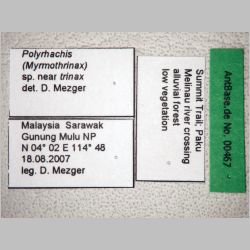 Polyrhachis
(Myrmothrinax)
sp. near trinax
det. D. Mezger
Malaysia Sarawak
Gunung Mulu NP
N 04° 02 E 114° 48
18.08.2007
leg. D. Mezger
Summit Trail; Paku
Melinau river crossing
alluvial forest
low vegetation
AntBase.de No. 00467